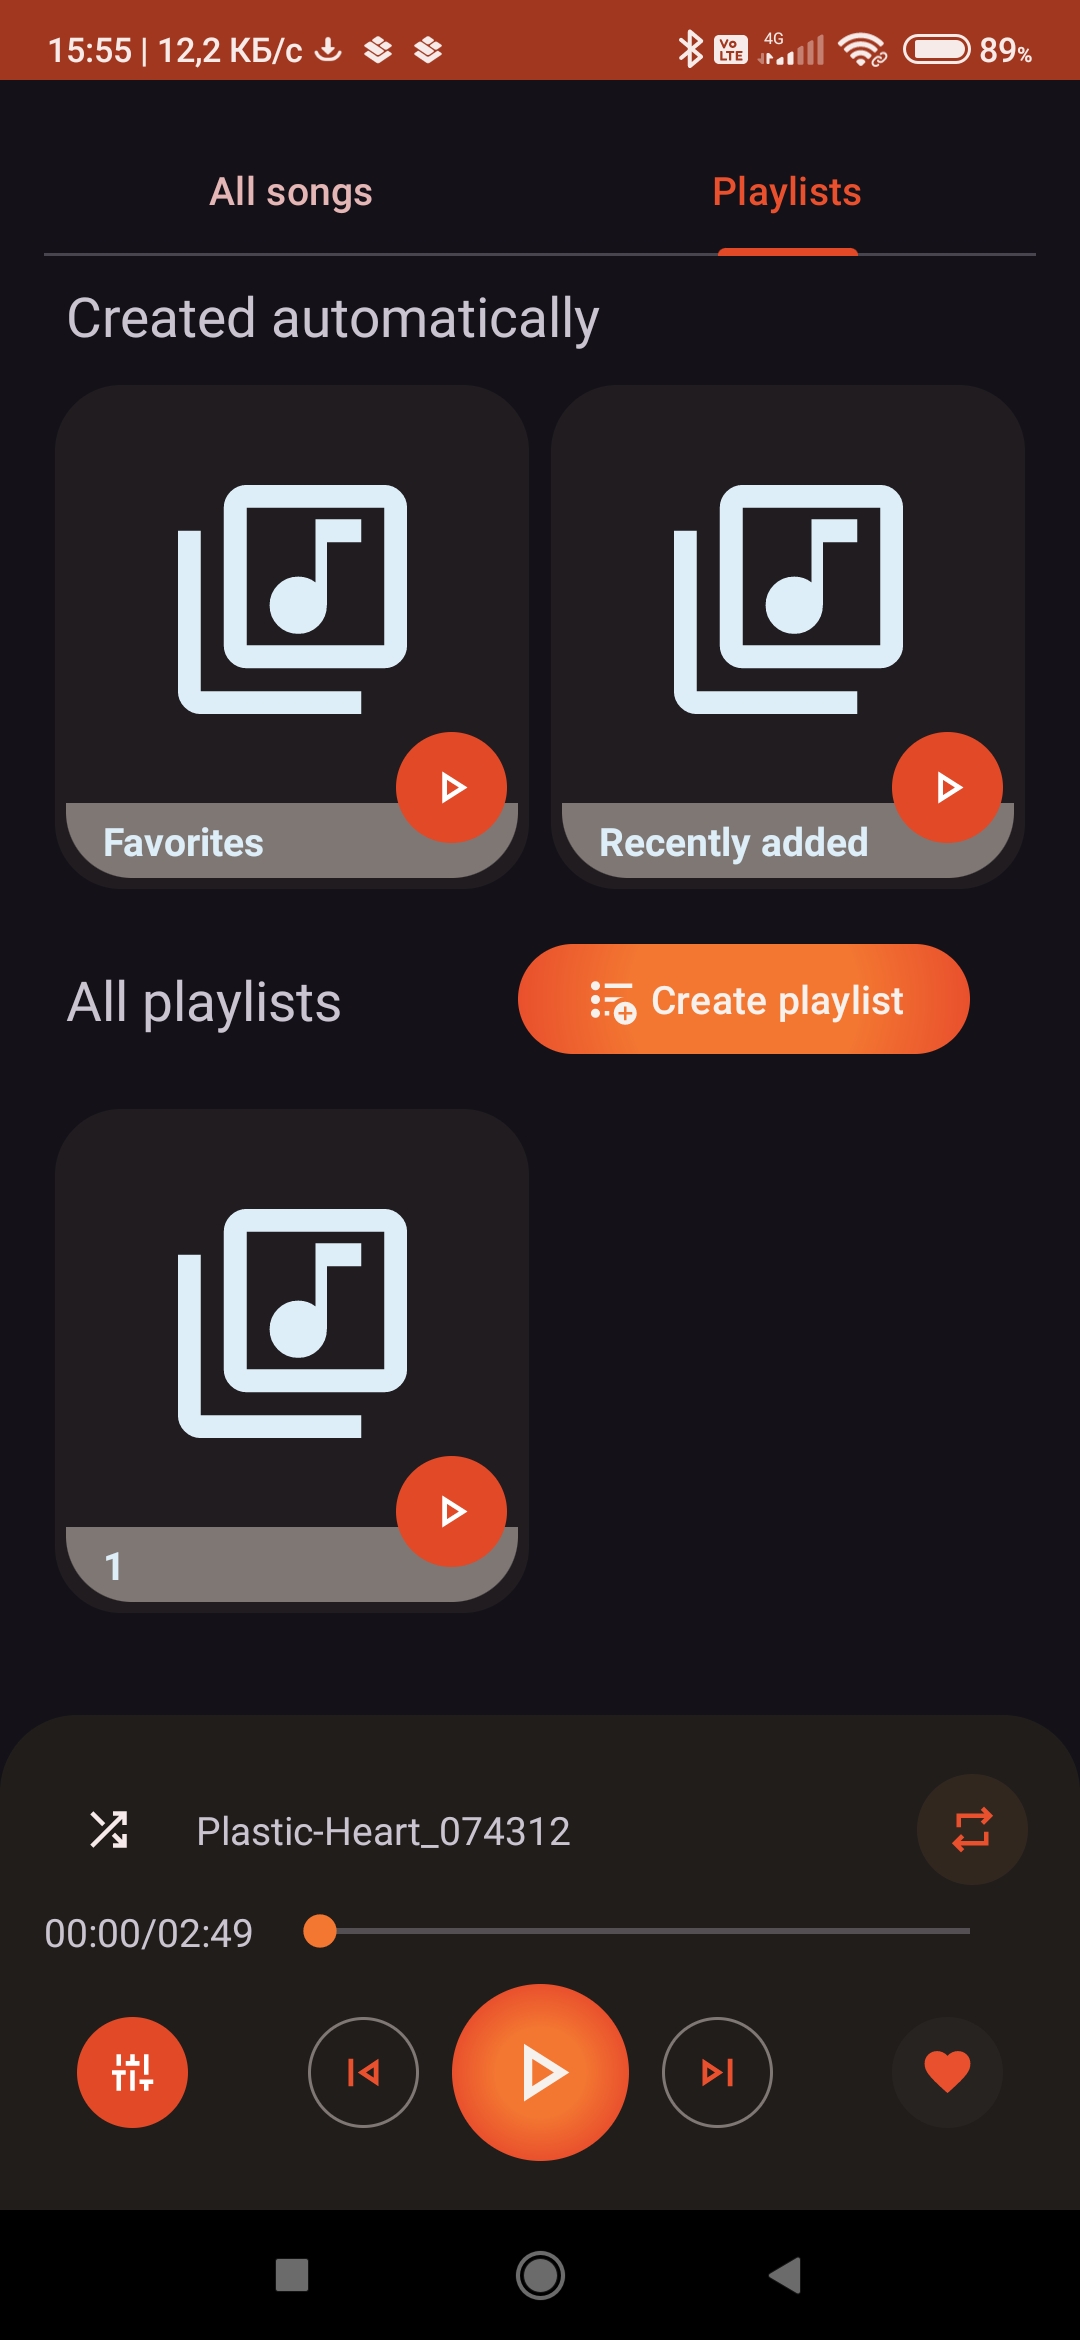 15:55 | 12,2 КБ/с
Vo LTE 4G 89%
All songs
Playlists
Created automatically
Favorites
Recently added
All playlists
Create playlist
1
Plastic-Heart_074312
00:00/02:49